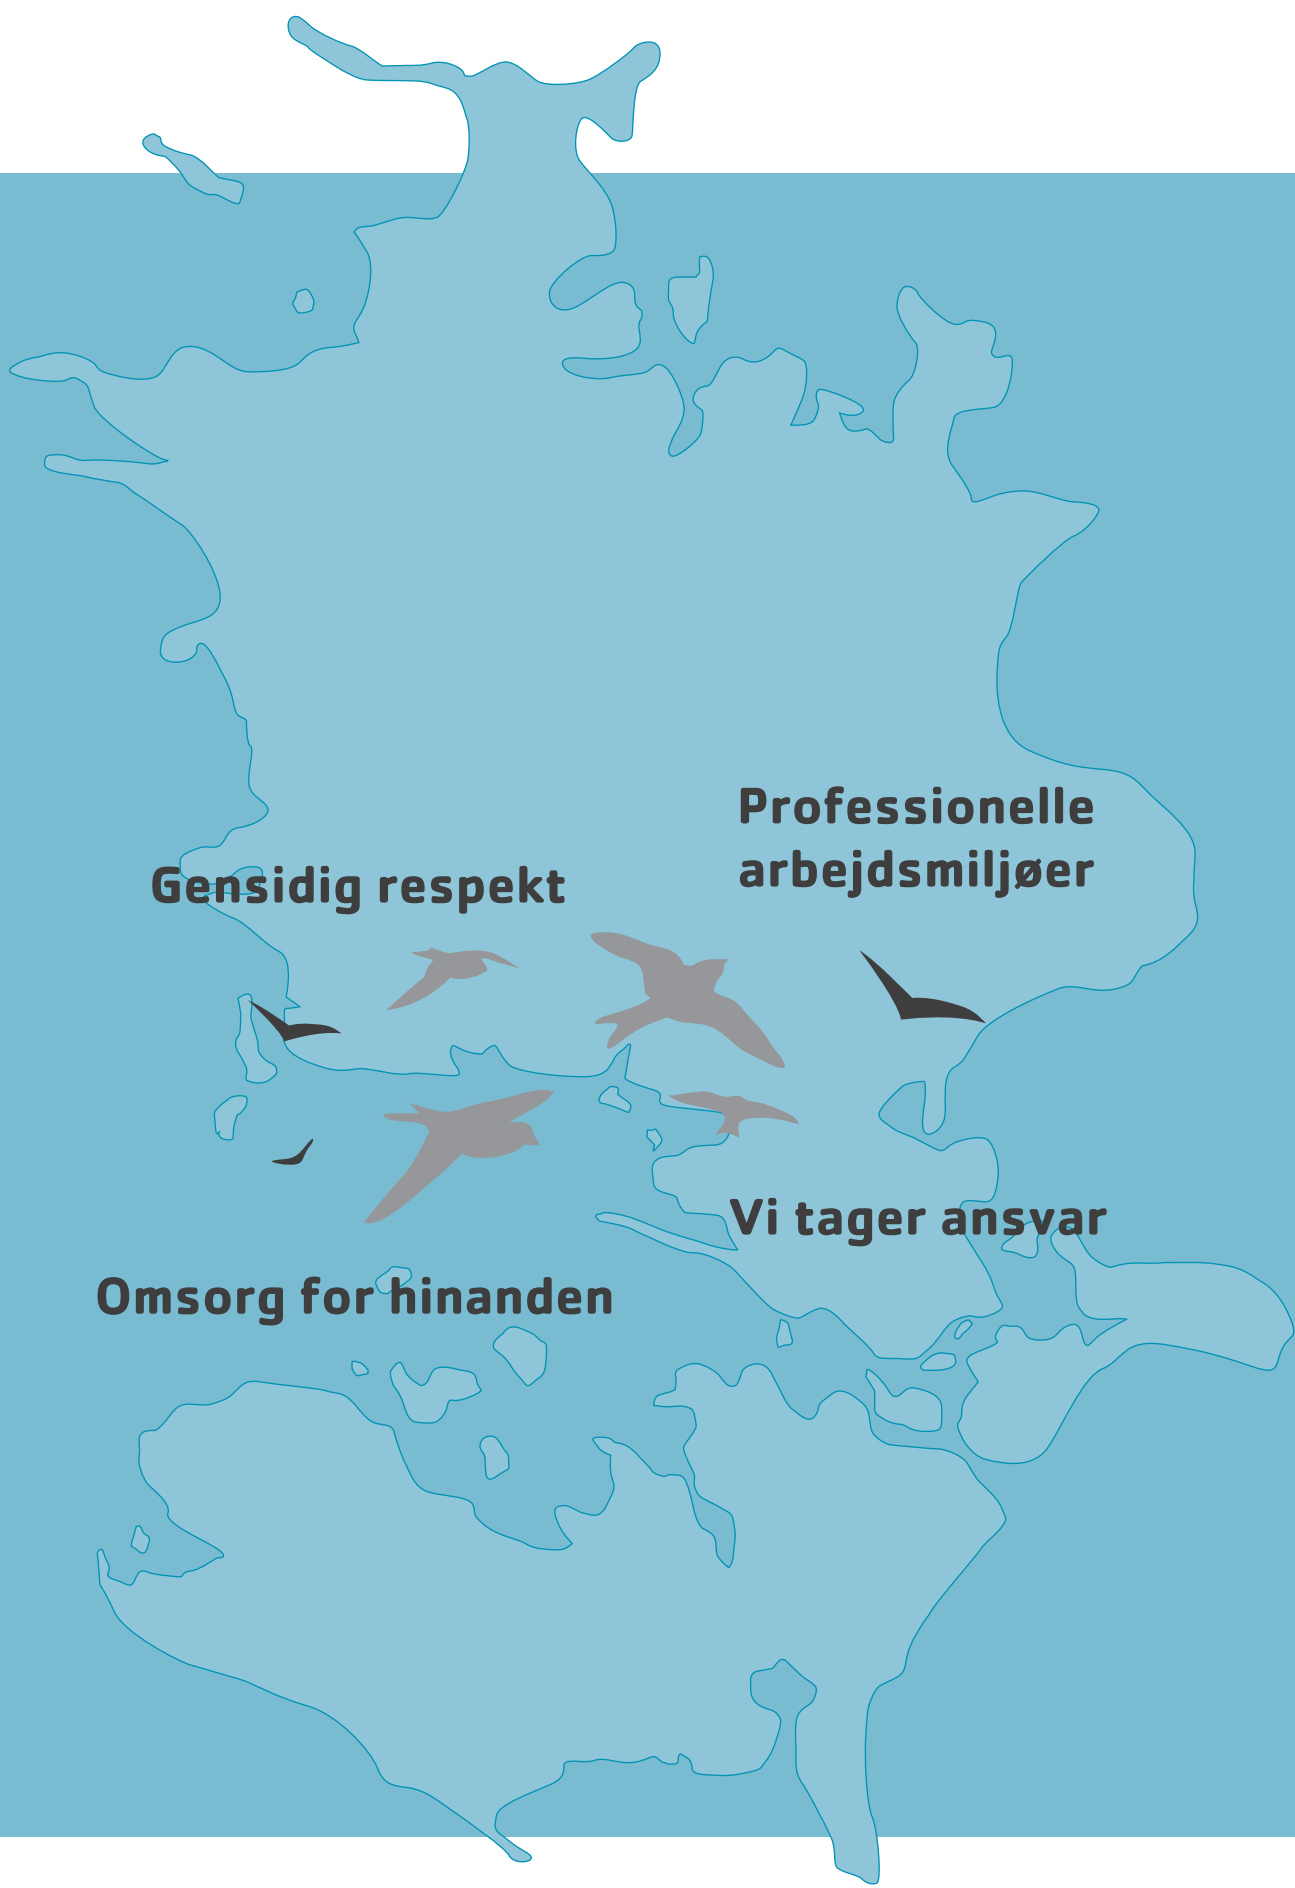 Professionelle
arbejdsmiljøer
Gensidig respekt
Vi tager ansvar
Omsorg for hinanden